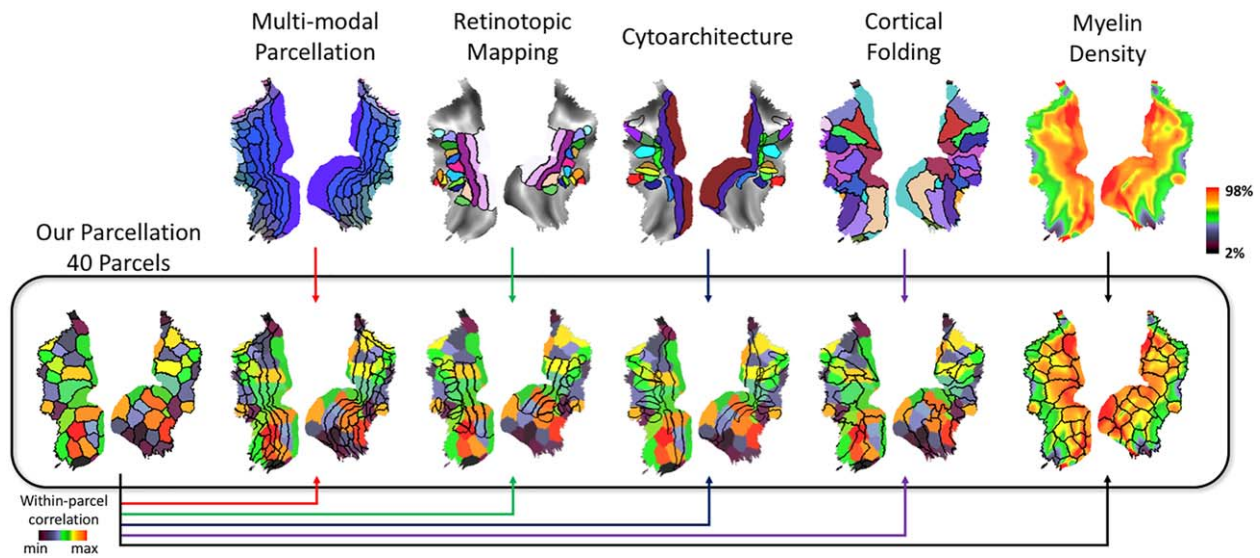 Multi-modal
Parcellation
Retinotopic
Mapping
Cytoarchitecture
Cortical
Folding
Myelin
Density
98%
2%
Our Parcellation
40 Parcels
Within-parcel
correlation
min max